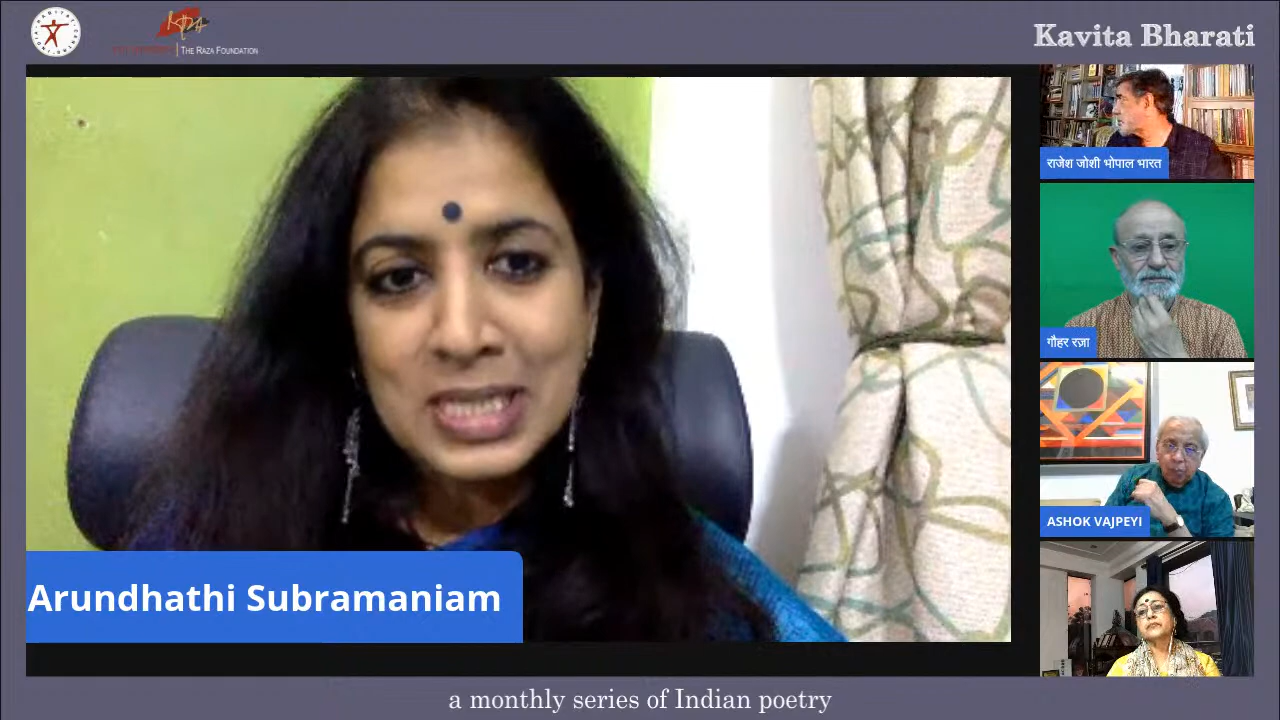 THE RAZA FOUNDATION
Kavita Bharati
राजेश जोशी भोपाल भारत
गौहर रज़ा
ASHOK VAJPEYI
Arundhathi Subramaniam
a monthly series of Indian poetry